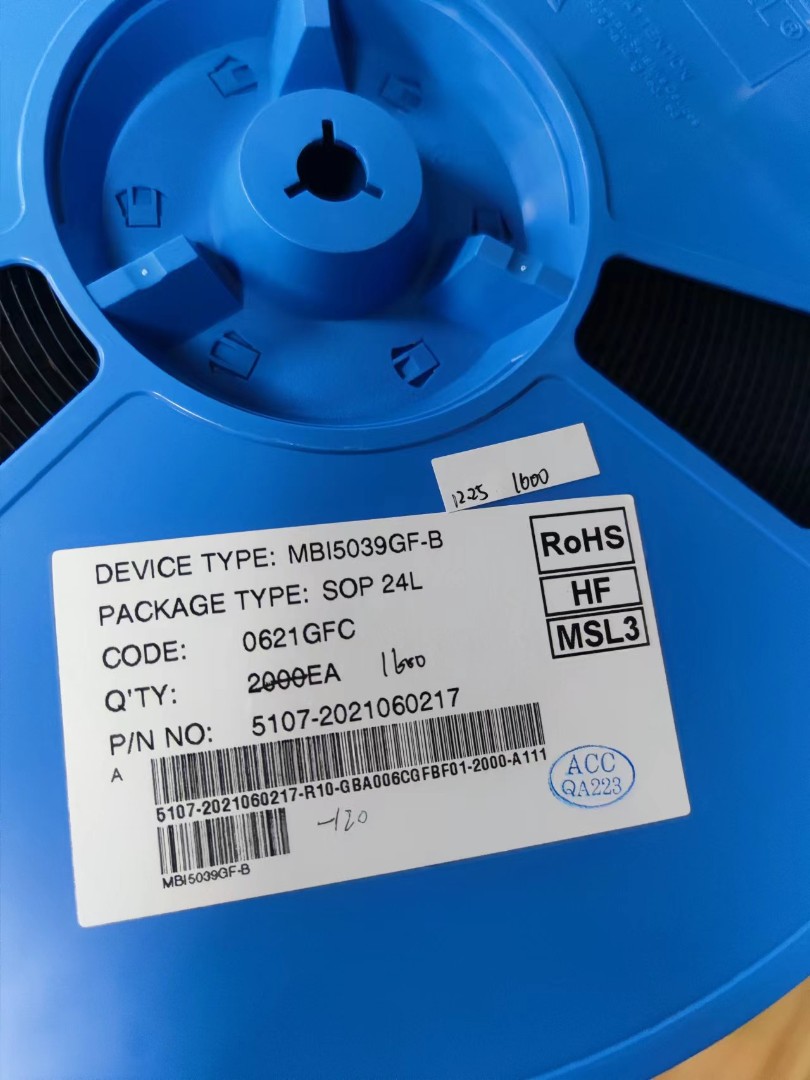 ATTENTION
1225 1600
DEVICE TYPE: MBI5039GF-B
PACKAGE TYPE: SOP 24L
CODE: 0621GFC
Q'TY: 2000EA 1600
P/N NO: 5107-2021060217
A
5107-2021060217-R10-GBA006CGFBF01-2000-A111
-120
MBI5039GF-B
RoHS
HF
MSL3
ACC
QA223